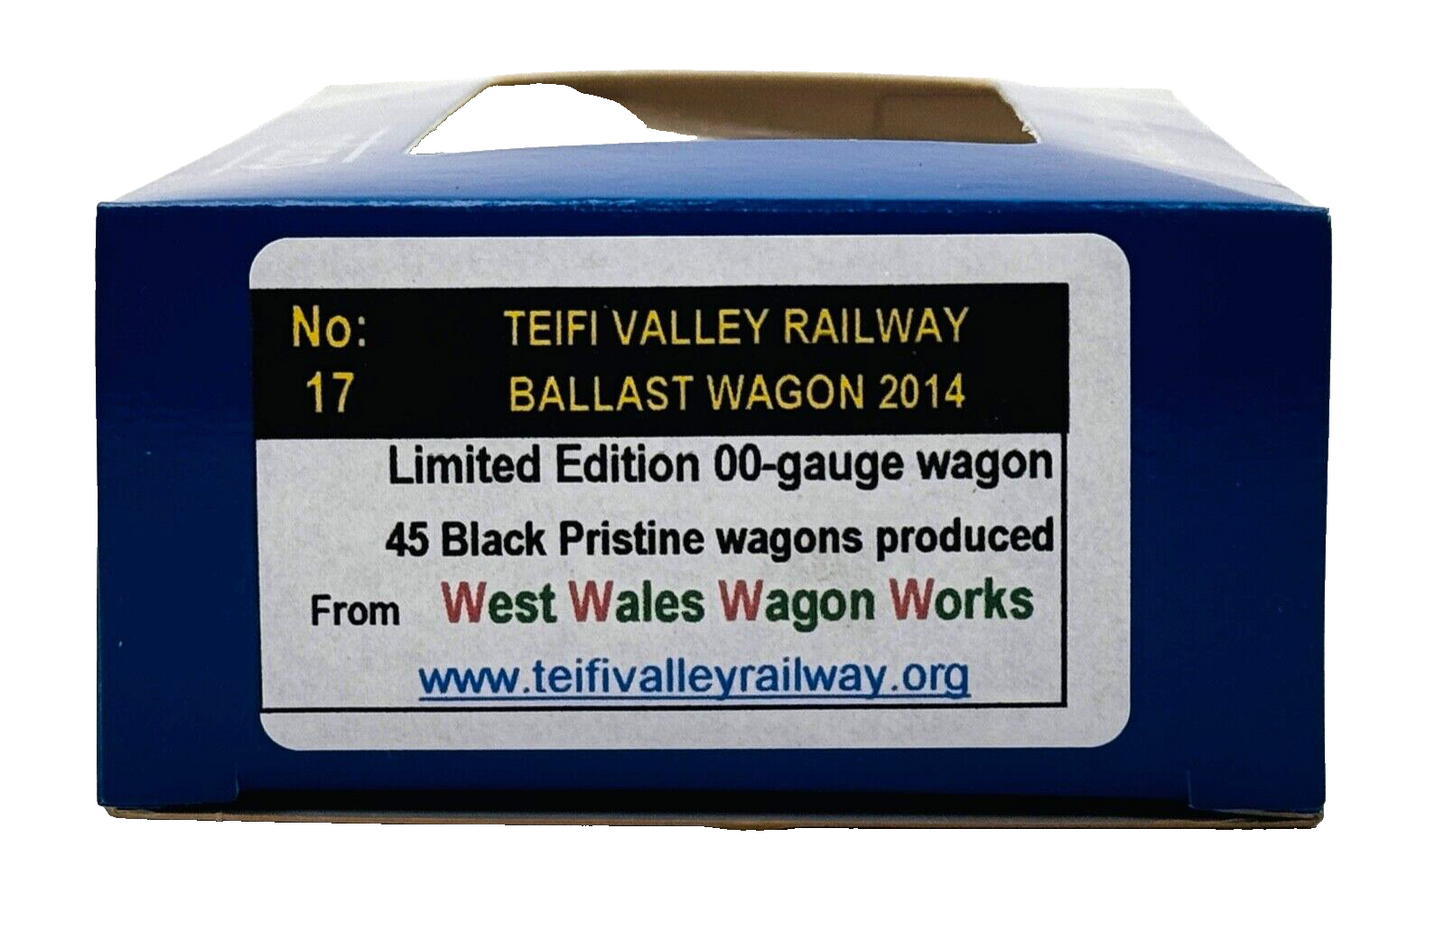 No: TEIFI VALLEY RAILWAY
17 BALLAST WAGON 2014
Limited Edition 00-gauge wagon
45 Black Pristine wagons produced
From West Wales Wagon Works
www.teifivalleyrailway.org